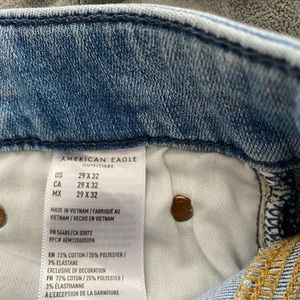 AMERICAN EAGLE
OUTFITTERS
US 29 X 32
CA 29 X 32
MX 29 X 32
MADE IN VIETNAM / FABRIQUÉ AU
VIETNAM / HECHO EN VIETNAM
RN 54485/CA 03073
EN 72% COTTON / 25% POLYESTER /
3% ELASTANE
EXCLUSIVE OF DECORATION
FR 72% COTON / 25% POLYESTER /
3% ÉLASTHANNE
À L'EXCEPTION DE LA GARNITURE